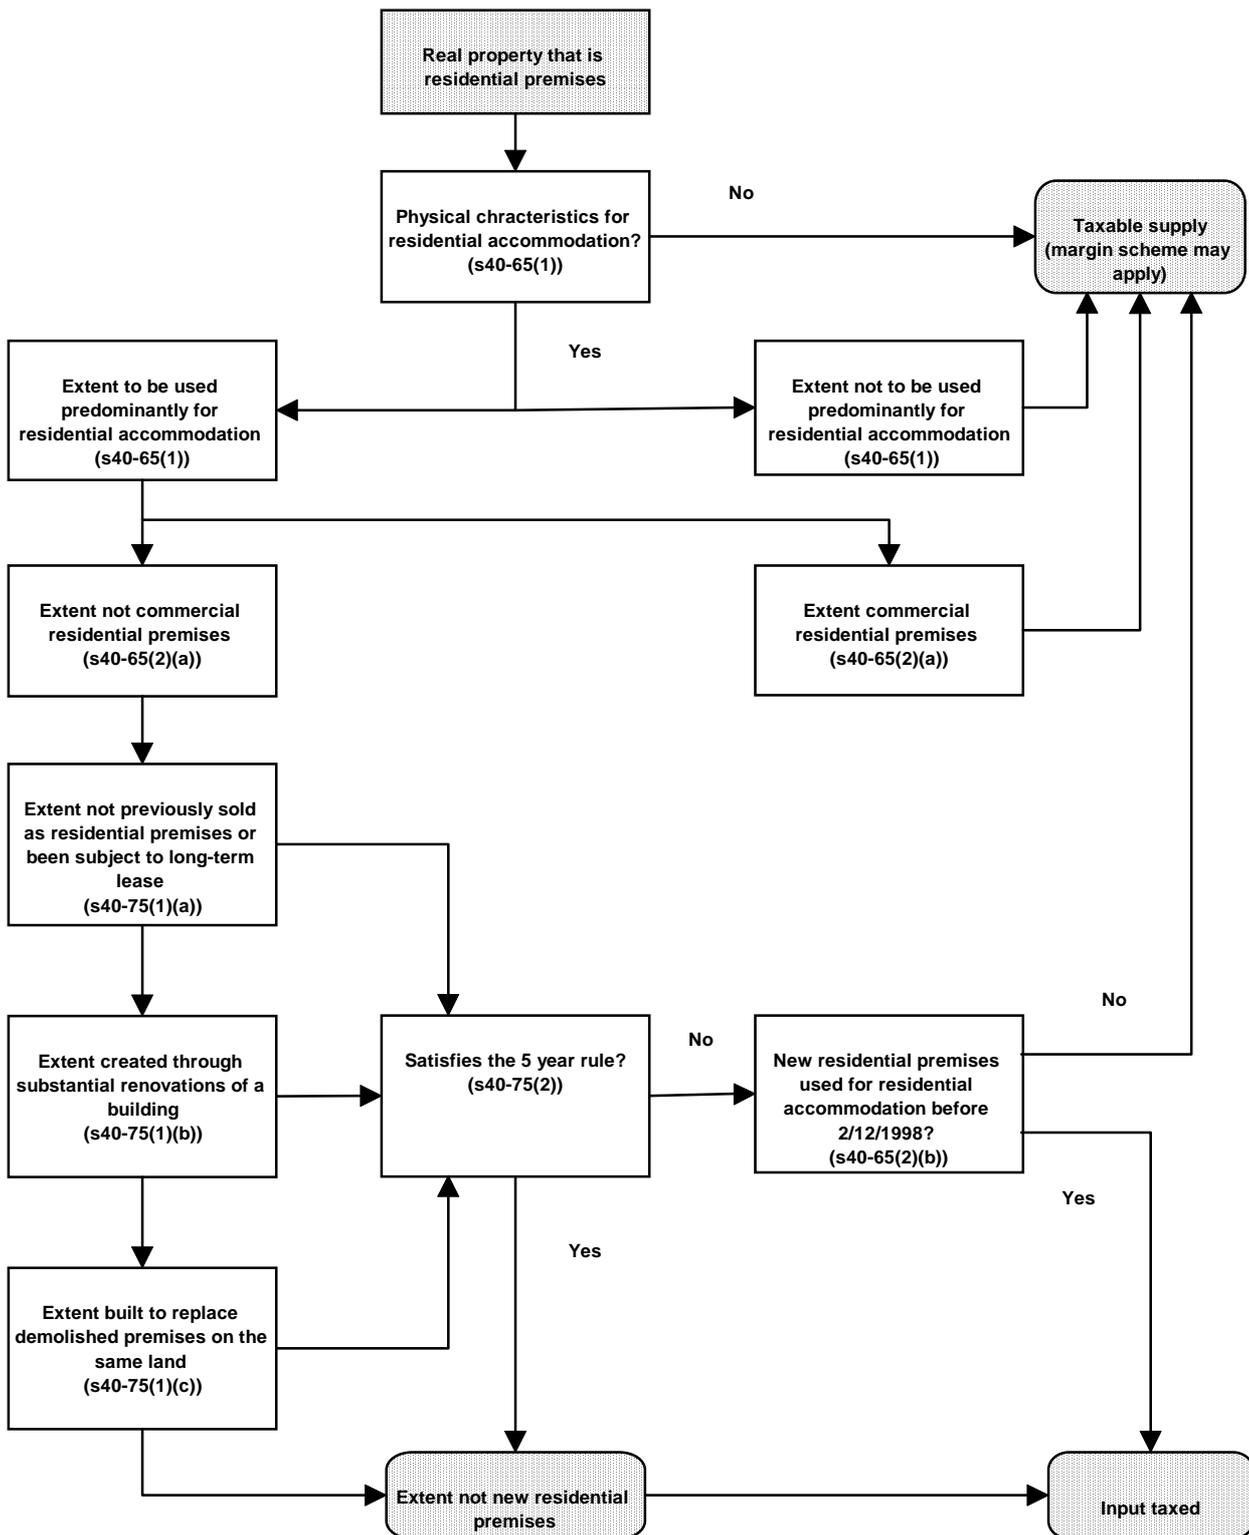 Real property that is
residential premises
Physical chracteristics for
residential accommodation?
(s40-65(1))
No
Taxable supply
(margin scheme may
apply)
Yes
Extent to be used
predominantly for
residential accommodation
(s40-65(1))
Extent not to be used
predominantly for
residential accommodation
(s40-65(1))
Extent not commercial
residential premises
(s40-65(2)(a))
Extent commercial
residential premises
(s40-65(2)(a))
Extent not previously sold
as residential premises or
been subject to long-term
lease
(s40-75(1)(a))
Extent created through
substantial renovations of a
building
(s40-75(1)(b))
Satisfies the 5 year rule?
(s40-75(2))
No
New residential premises
used for residential
accommodation before
2/12/1998?
(s40-65(2)(b))
No
Yes
Yes
Extent built to replace
demolished premises on the
same land
(s40-75(1)(c))
Extent not new residential
premises
Input taxed